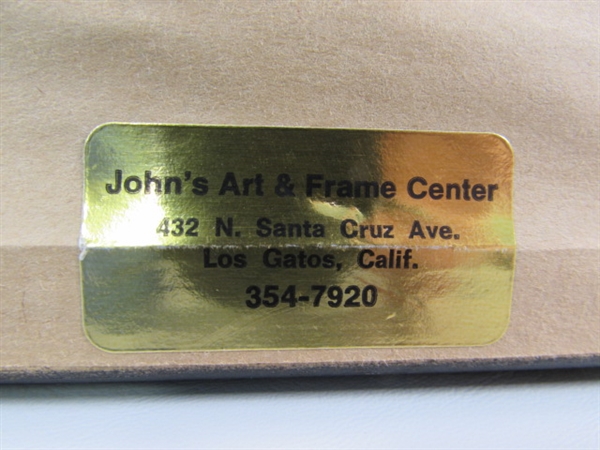 John's Art & Frame Center
432 N. Santa Cruz Ave.
Los Gatos, Calif.
354-7920